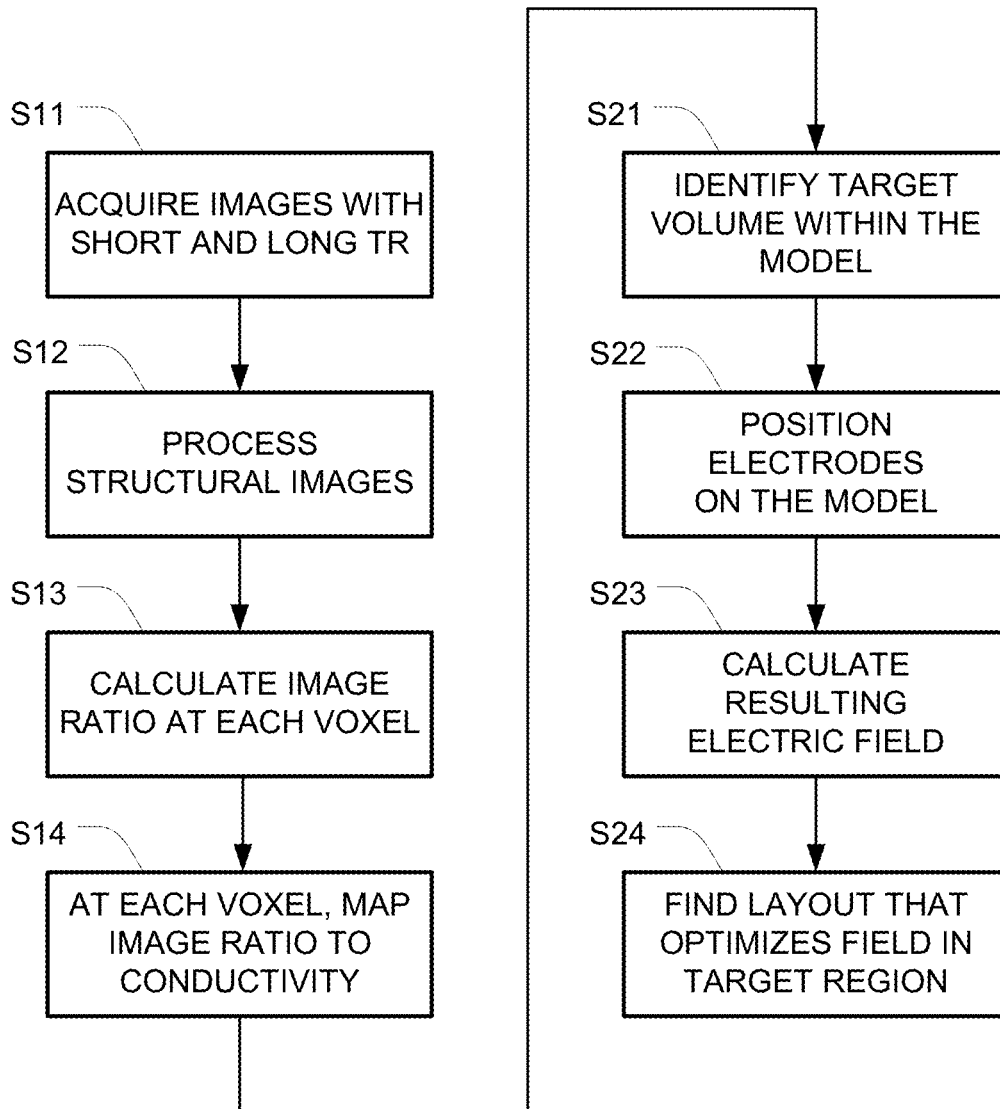 S11
ACQUIRE IMAGES WITH
SHORT AND LONG TR
S12
PROCESS
STRUCTURAL IMAGES
S13
CALCULATE IMAGE
RATIO AT EACH VOXEL
S14
AT EACH VOXEL, MAP
IMAGE RATIO TO
CONDUCTIVITY
S21
IDENTIFY TARGET
VOLUME WITHIN THE
MODEL
S22
POSITION
ELECTRODES
ON THE MODEL
S23
CALCULATE
RESULTING
ELECTRIC FIELD
S24
FIND LAYOUT THAT
OPTIMIZES FIELD IN
TARGET REGION